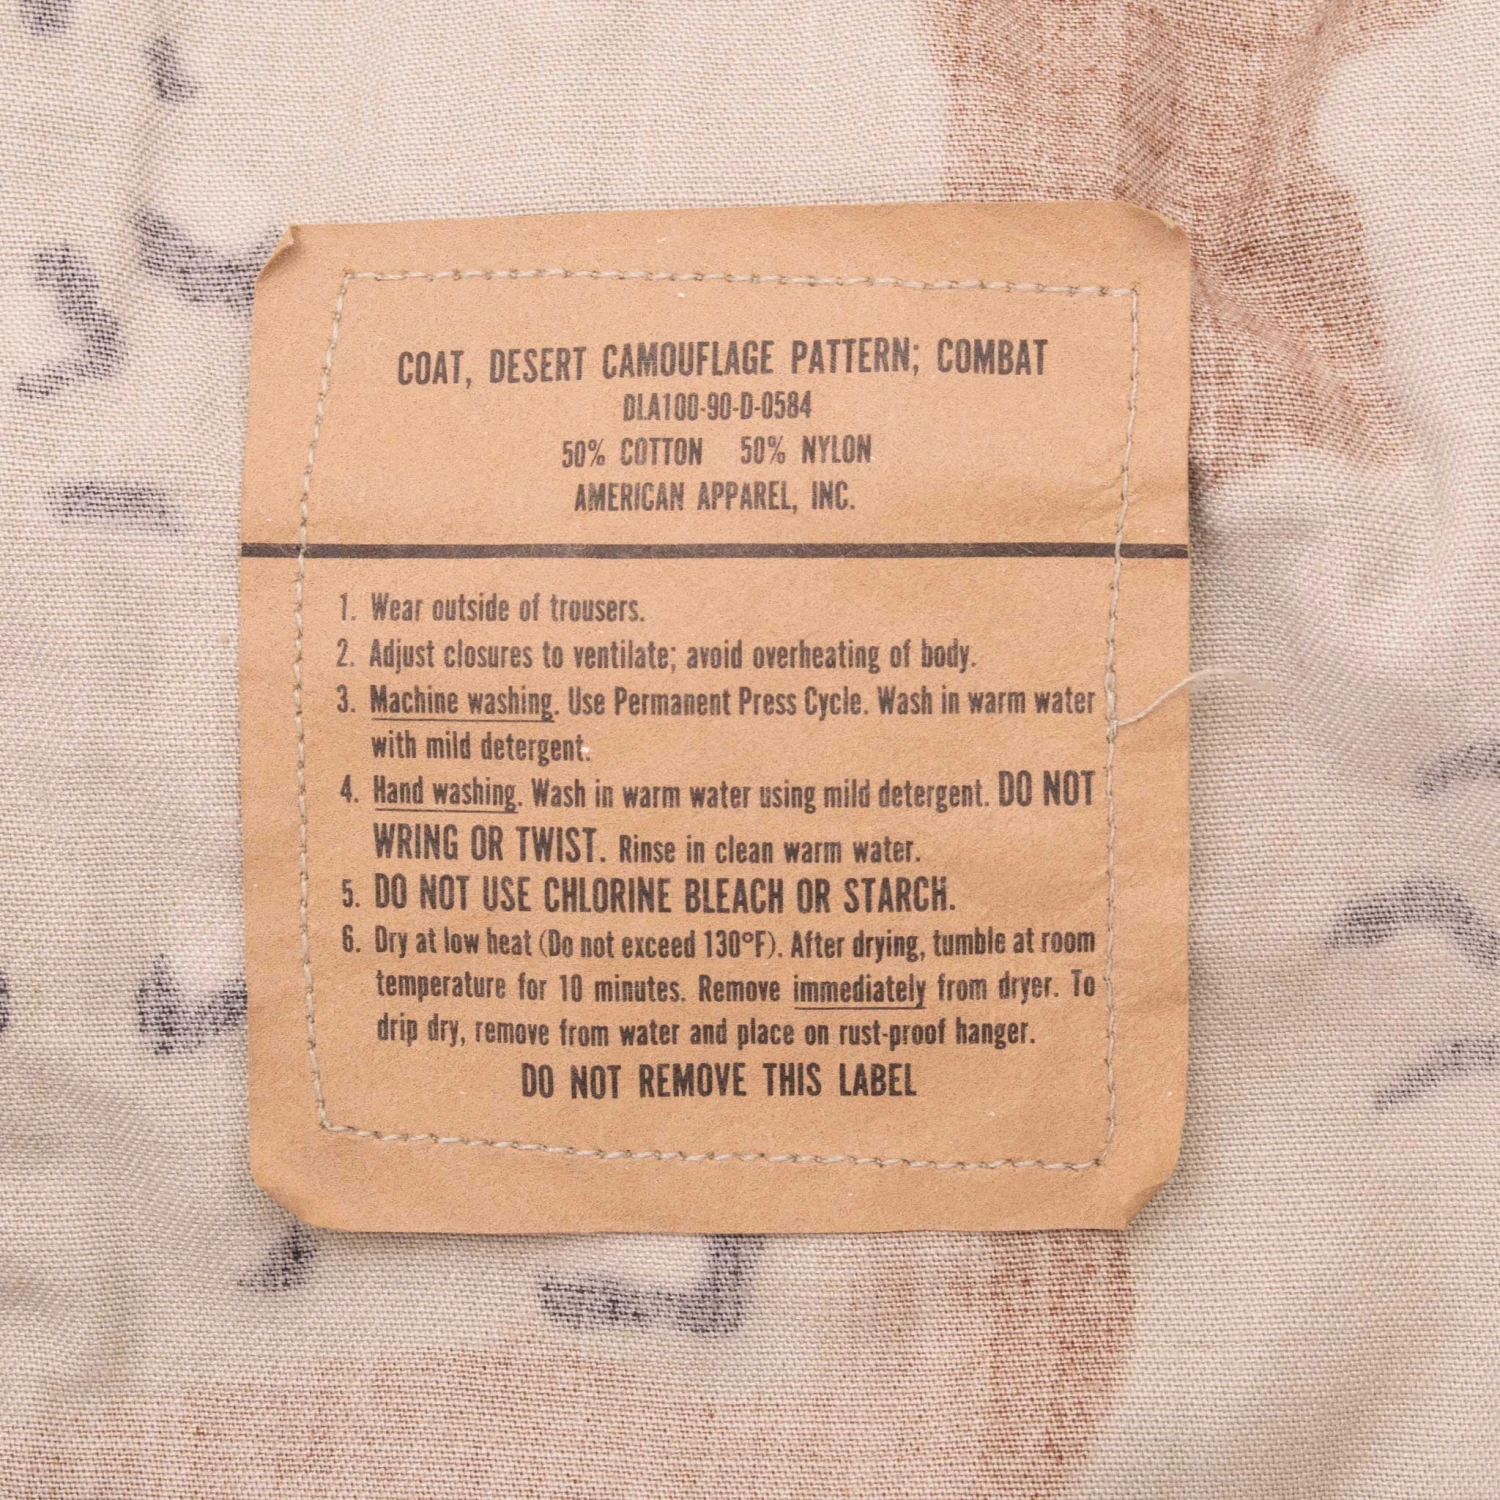 COAT, DESERT CAMOUFLAGE PATTERN; COMBAT
DLA100-90-D-0584
50% COTTON 50% NYLON
AMERICAN APPAREL, INC.
1. Wear outside of trousers.
2. Adjust closures to ventilate; avoid overheating of body.
3. Machine washing. Use Permanent Press Cycle. Wash in warm water
with mild detergent.
4. Hand washing. Wash in warm water using mild detergent. DO NOT
WRING OR TWIST. Rinse in clean warm water.
5. DO NOT USE CHLORINE BLEACH OR STARCH.
6. Dry at low heat (Do not exceed 130°F). After drying, tumble at room
temperature for 10 minutes. Remove immediately from dryer. To
drip dry, remove from water and place on rust-proof hanger.
DO NOT REMOVE THIS LABEL